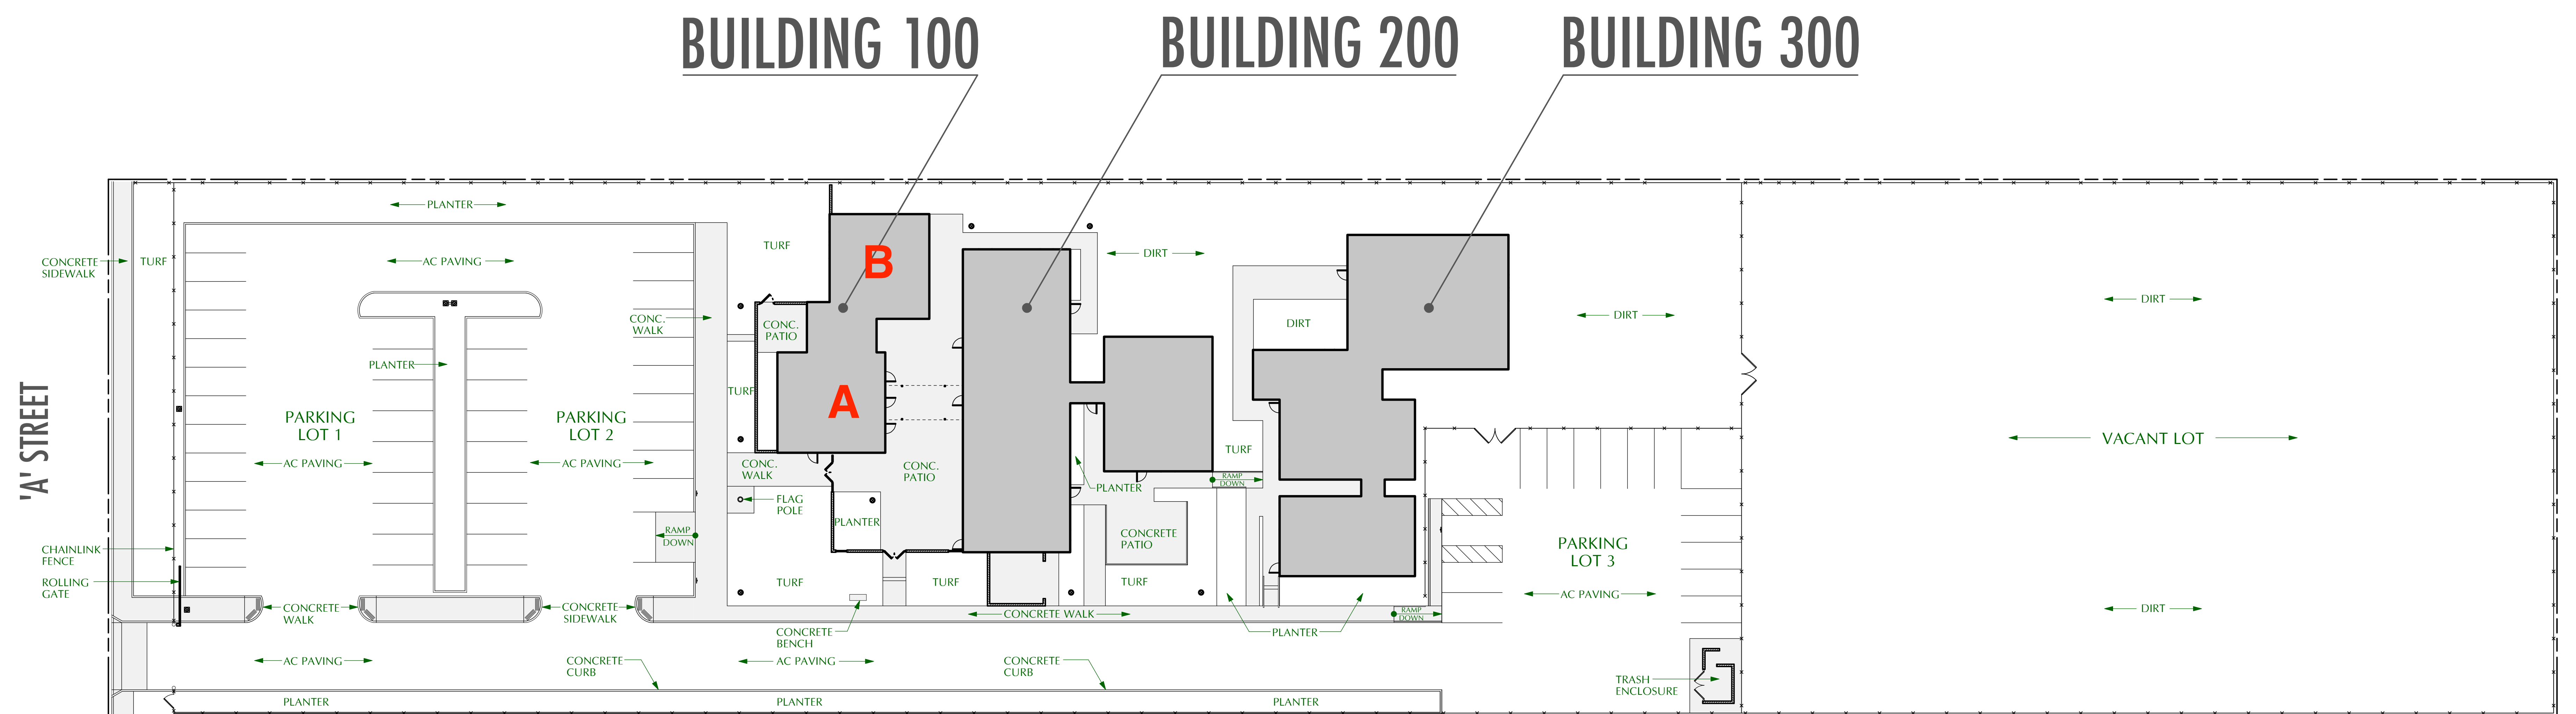 BUILDING 100
BUILDING 200
BUILDING 300
PLANTER
CONCRETE
SIDEWALK
TURF
AC PAVING
TURF
B
DIRT
CONC.
WALK
CONC.
PATIO
DIRT
DIRT
DIRT
PLANTER
TURF
A
'A' STREET
PARKING
LOT 1
PARKING
LOT 2
AC PAVING
AC PAVING
CONC.
WALK
CONC.
PATIO
TURF
RAMP
DOWN
PLANTER
VACANT LOT
FLAG
POLE
PLANTER
RAMP
DOWN
CONCRETE
PATIO
PARKING
LOT 3
CHAINLINK
FENCE
ROLLING
GATE
TURF
TURF
TURF
AC PAVING
CONCRETE
WALK
CONCRETE
SIDEWALK
CONCRETE WALK
RAMP
DOWN
DIRT
CONCRETE
BENCH
PLANTER
AC PAVING
CONCRETE
CURB
AC PAVING
CONCRETE
CURB
TRASH
ENCLOSURE
PLANTER
PLANTER
PLANTER